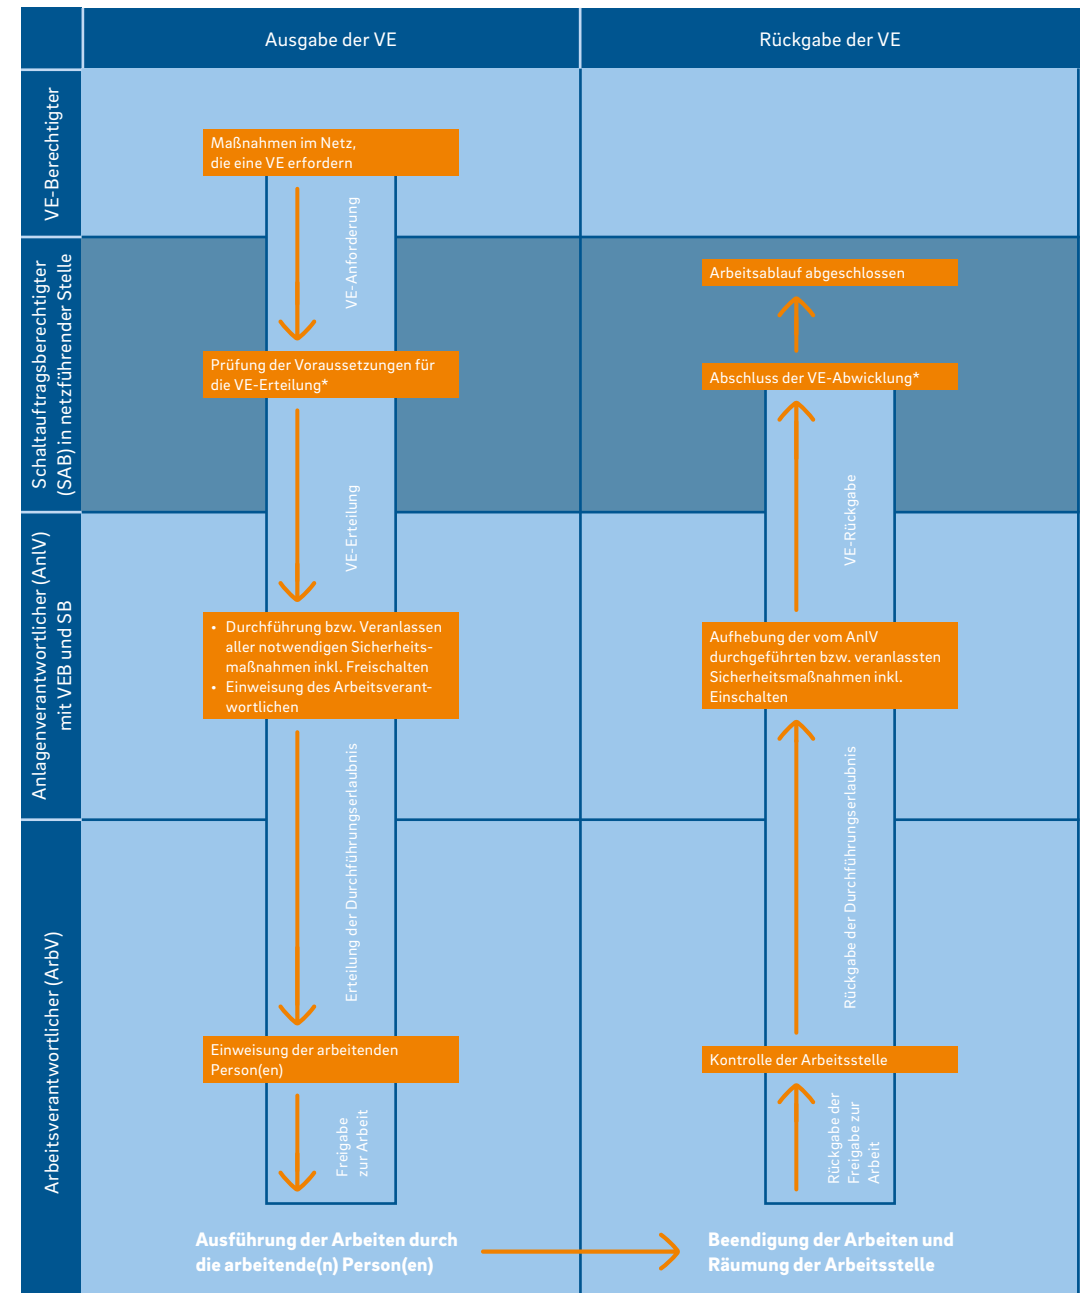 Ausgabe der VE
Rückgabe der VE
VE-Berechtigter
Maßnahmen im Netz,
die eine VE erfordern
VE-Anforderung
Schaltauftragsberechtigter
(SAB) in netzführender Stelle
Prüfung der Voraussetzungen für
die VE-Erteilung*
VE-Erteilung
Arbeitsablauf abgeschlossen
Abschluss der VE-Abwicklung*
VE-Rückgabe
Anlagenverantwortlicher (AnlV)
mit VEB und SB
• Durchführung bzw. Veranlassen
aller notwendigen Sicherheits-
maßnahmen inkl. Freischalten
• Einweisung des Arbeitsverant-
wortlichen
Erteilung der Durchführungserlaubnis
Aufhebung der vom AnlV
durchgeführten bzw. veranlassten
Sicherheitsmaßnahmen inkl.
Einschalten
Rückgabe der Durchführungserlaubnis
Arbeitsverantwortlicher (ArbV)
Einweisung der arbeitenden
Person(en)
Freigabe
zur Arbeit
Kontrolle der Arbeitsstelle
Rückgabe der
Freigabe zur
Arbeit
Ausführung der Arbeiten durch
die arbeitende(n) Person(en)
Beendigung der Arbeiten und
Räumung der Arbeitsstelle